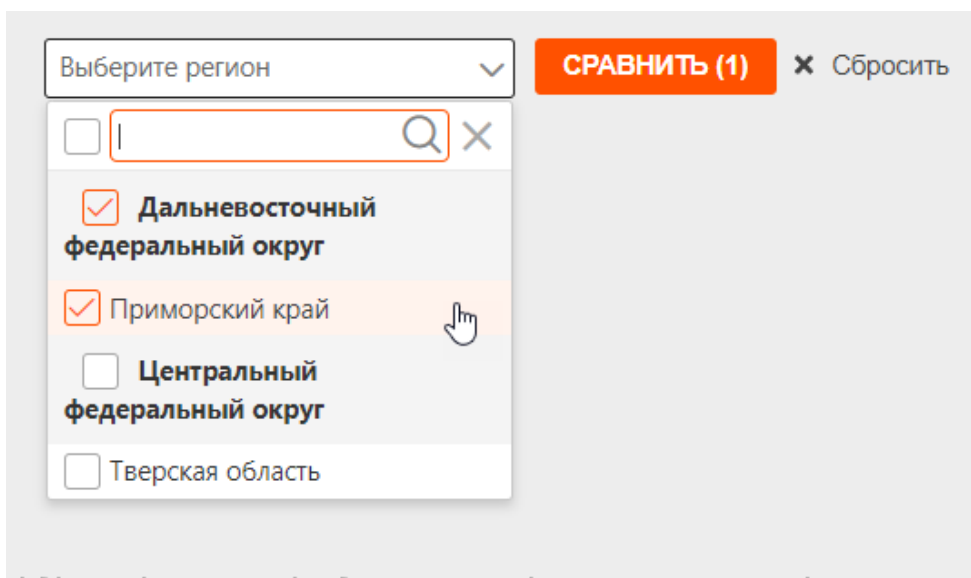 Выберите регион СРАВНИТЬ (1) Сбросить
Дальневосточный
федеральный округ
Приморский край
Центральный
федеральный округ
Тверская область